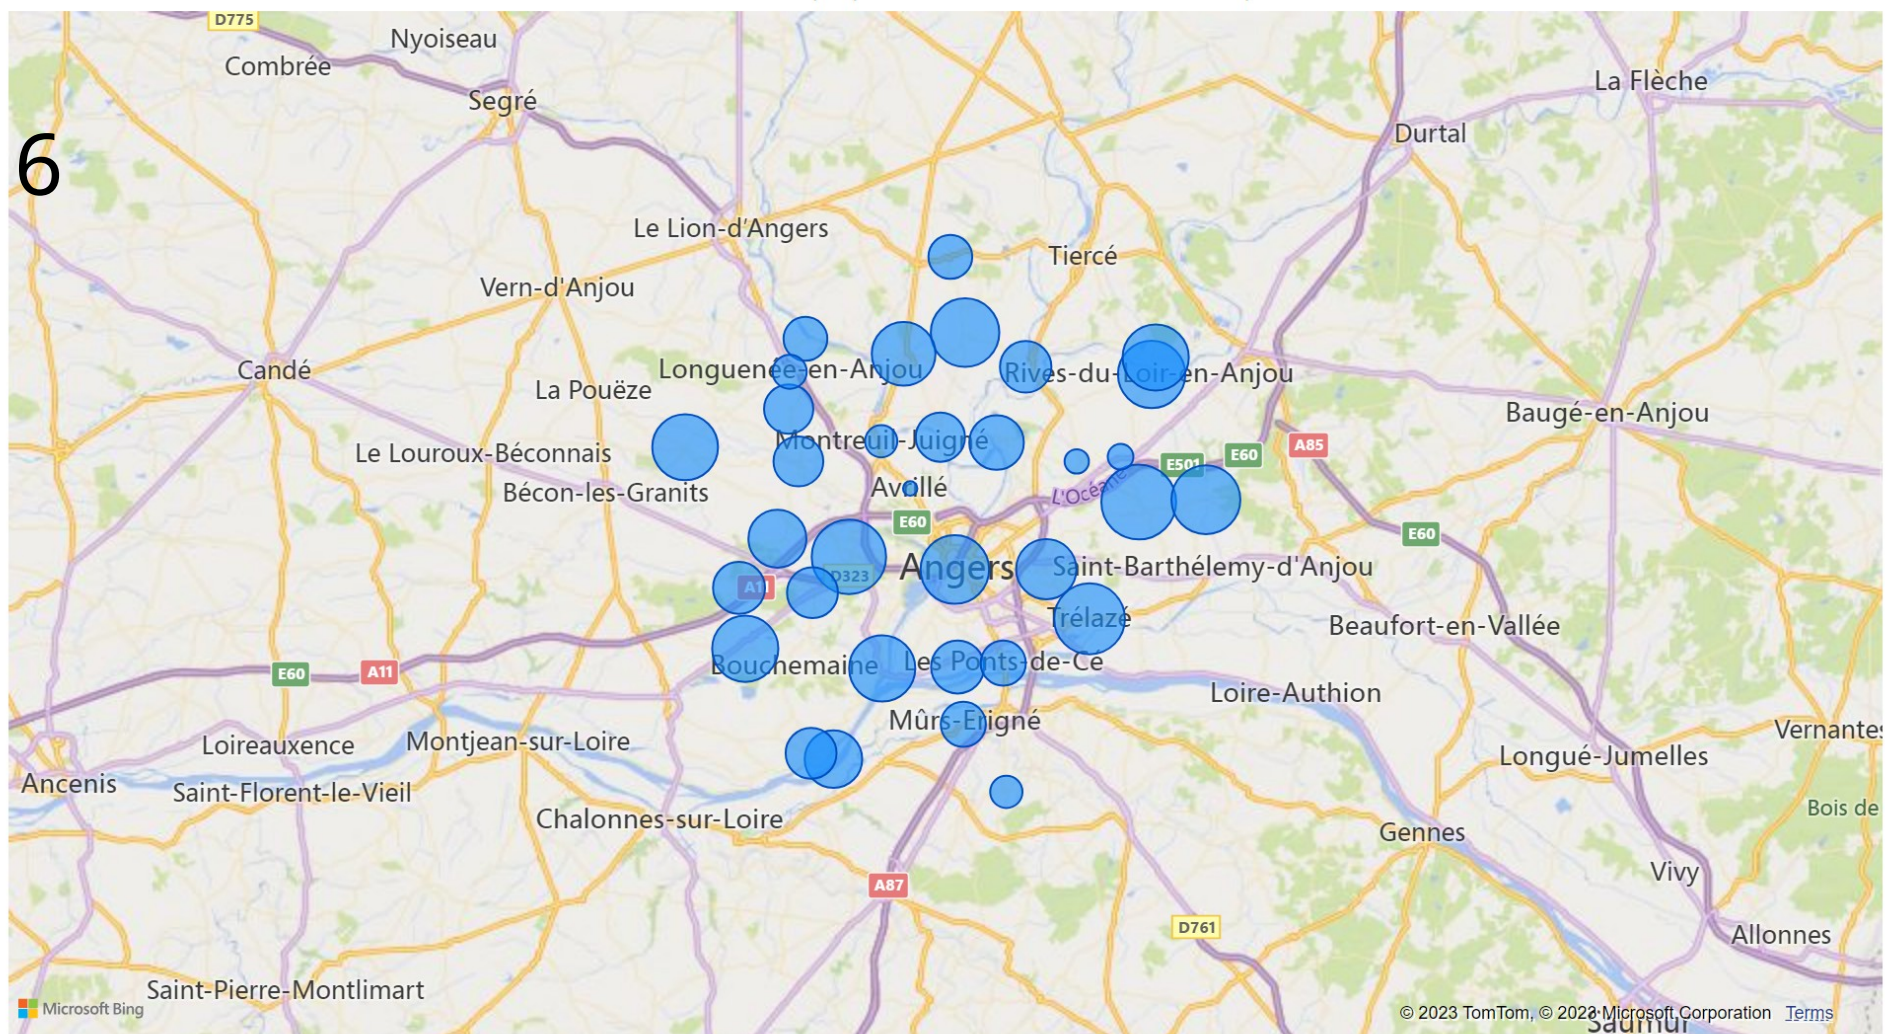 D775
Nyoiseau
Combrée
La Flèche
Segré
Durtal
6
Le Lion-d'Angers
Tiercé
Vern-d'Anjou
Candé
Longuenée-en-Anjou
Rives-du-Loir-en-Anjou
La Pouëze
Baugé-en-Anjou
Montreuil-Juigné
A85
Le Louroux-Béconnais
E501
E60
Bécon-les-Granits
Avrillé
L'Océane
E60
E60
Angers
Saint-Barthélemy-d'Anjou
D323
A11
Trélazé
Beaufort-en-Vallée
Bouchemaine
Les Ponts-de-Cé
E60
A11
Loire-Authion
Mûrs-Erigné
Vernantes
Loireauxence
Montjean-sur-Loire
Longué-Jumelles
Ancenis
Saint-Florent-le-Vieil
Bois de
Chalonnes-sur-Loire
Gennes
Vivy
A87
D761
Allonnes
Saint-Pierre-Montlimart
Microsoft Bing
© 2023 TomTom, © 2023 Microsoft Corporation Terms
Saumur